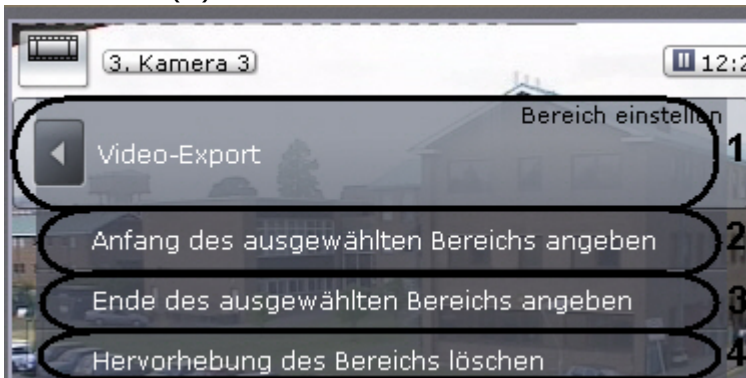 3. Kamera 3
12:2
Bereich einstellen
Video-Export
1
Anfang des ausgewählten Bereichs angeben
2
Ende des ausgewählten Bereichs angeben
3
Hervorhebung des Bereichs löschen
4